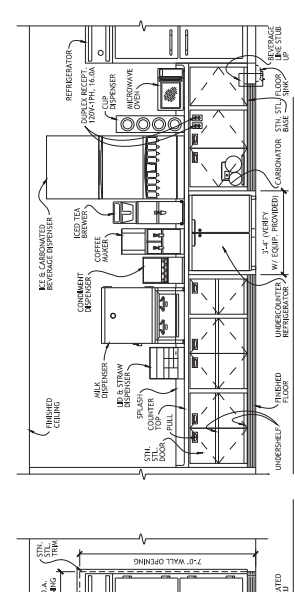 FINISHED
CEILING
ICE & CARBONATED
BEVERAGE DISPENSER
REFRIGERATOR
DUPLEX RECEPT.
120V-1PH, 16.0A
CUP
DISPENSER
MICROWAVE
OVEN
ICED TEA
BREWER
COFFEE
MAKER
CONDIMENT
DISPENSER
MILK
DISPENSER
LID & STRAW
DISPENSER
SPLASH
COUNTER
TOP
PULL
STN.
STL.
DOOR
UNDERSHELF
FINISHED
FLOOR
UNDERCOUNTER
REFRIGERATOR
3'-4" (VERIFY
W/ EQUIP. PROVIDED)
CARBONATOR
STN. STL.
BASE
FLOOR
SINK
BEVERAGE
LINE STUB
UP
STN.
STL.
TRIM
7'-0" WALL OPENING